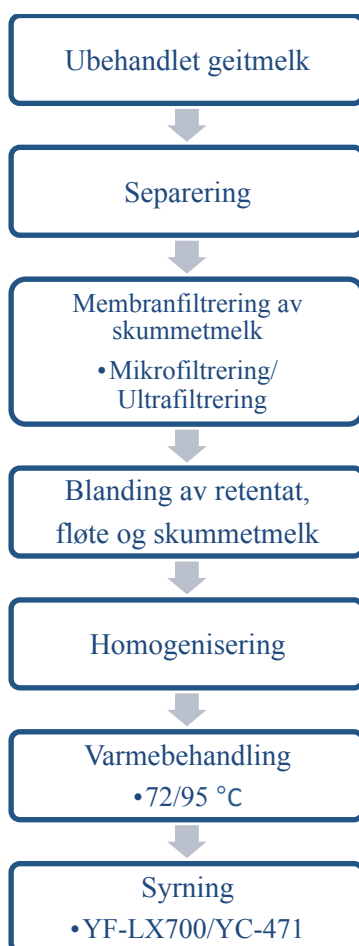 Ubehandlet geitmelk
Separering
Membranfiltrering av
skummetmelk
•Mikrofiltrering/
Ultrafiltrering
Blanding av retentat,
fløte og skummetmelk
Homogenisering
Varmebehandling
•72/95 °C
Syrning
•YF-LX700/YC-471